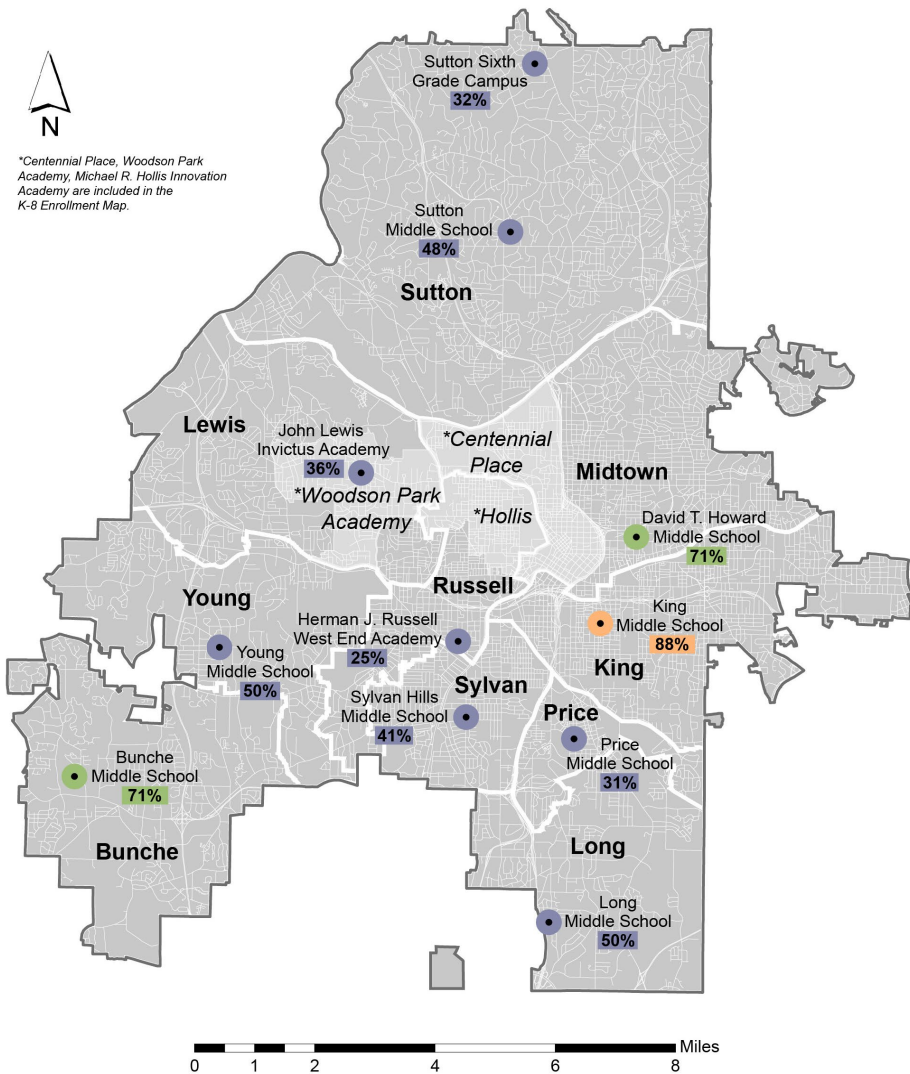 Sutton Sixth
Grade Campus
32%
N
*Centennial Place, Woodson Park
Academy, Michael R. Hollis Innovation
Academy are included in the
K-8 Enrollment Map.
Sutton
Middle School
48%
Sutton
Lewis
John Lewis
Invictus Academy
36%
*Woodson Park
Academy
*Centennial
Place
*Hollis
Midtown
David T. Howard
Middle School
71%
Russell
Young
Herman J. Russell
West End Academy
25%
King
Middle School
88%
King
Young
Middle School
50%
Sylvan
Sylvan Hills
Middle School
41%
Price
Price
Middle School
31%
Bunche
Middle School
71%
Bunche
Long
Long
Middle School
50%
Miles
0 1 2 4 6 8